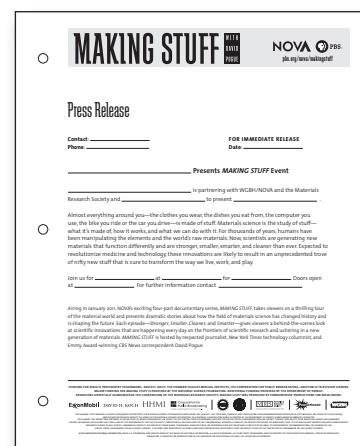 MAKING STUFF WITH DAVID POGUE
NOVA PBS
pbs.org/nova/makingstuff
Press Release
Contact: FOR IMMEDIATE RELEASE
Phone: Date:
Presents MAKING STUFF Event
is partnering with WGBH/NOVA and the Materials
Research Society and to present .
Almost everything around you—the clothes you wear, the dishes you eat from, the computer you
use, the bike you ride or the car you drive—is made of stuff. Materials science is the study of stuff—
what it's made of, how it works, and what we can do with it. For thousands of years, humans have
been manipulating the elements and the world's raw materials. Now, scientists are generating new
materials that function differently and are stronger, smaller, smarter, and cleaner than ever. Expected to
revolutionize medicine and technology, these innovations are likely to result in an unprecedented trove
of nifty new stuff that is sure to transform the way we live, work, and play.
Join us for at for Doors open
at For further information contact .
Airing in January 2011, NOVA's exciting four-part documentary series, MAKING STUFF, takes viewers on a thrilling tour
of the material world and presents dramatic stories about how the field of materials science has changed history and
is shaping the future. Each episode—Stronger, Smaller, Cleaner, and Smarter—gives viewers a behind-the-scenes look
at scientific innovations that are happening every day on the frontiers of scientific research and ushering in a new
generation of materials. MAKING STUFF is hosted by respected journalist, New York Times technology columnist, and
Emmy Award-winning CBS News correspondent David Pogue.
ExxonMobil DAVID H. KOCH HHMI